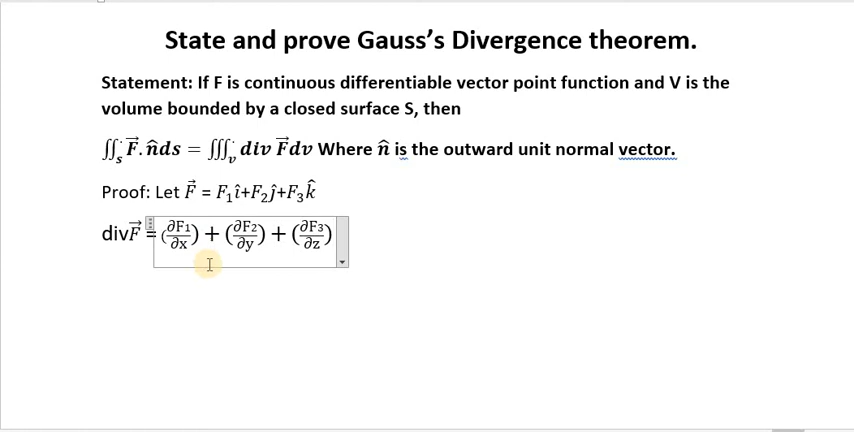 State and prove Gauss’s Divergence theorem.
Statement: If F is continuous differentiable vector point function and V is the
volume bounded by a closed surface S, then
∬ₛ F⃗.n̂ds = ∭ᵥ div F⃗dv Where n̂ is the outward unit normal vector.
Proof: Let F⃗ = F₁î+F₂ĵ+F₃k̂
divF⃗ = (∂F₁/∂x) + (∂F₂/∂y) + (∂F₃/∂z)